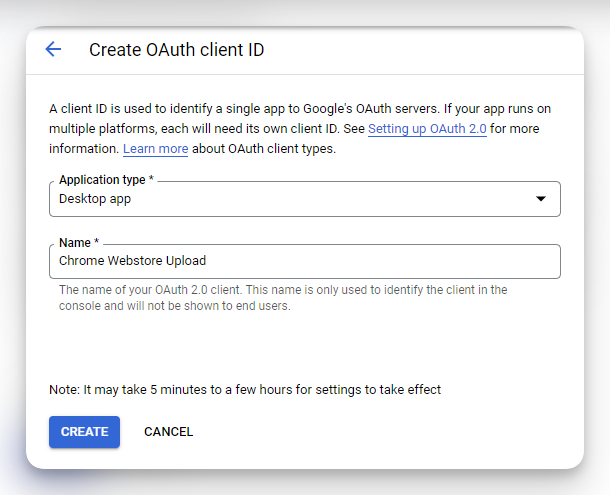 Create OAuth client ID
A client ID is used to identify a single app to Google's OAuth servers. If your app runs on
multiple platforms, each will need its own client ID. See Setting up OAuth 2.0 for more
information. Learn more about OAuth client types.
Application type *
Desktop app
Name *
Chrome Webstore Upload
The name of your OAuth 2.0 client. This name is only used to identify the client in the
console and will not be shown to end users.
Note: It may take 5 minutes to a few hours for settings to take effect
CREATE CANCEL